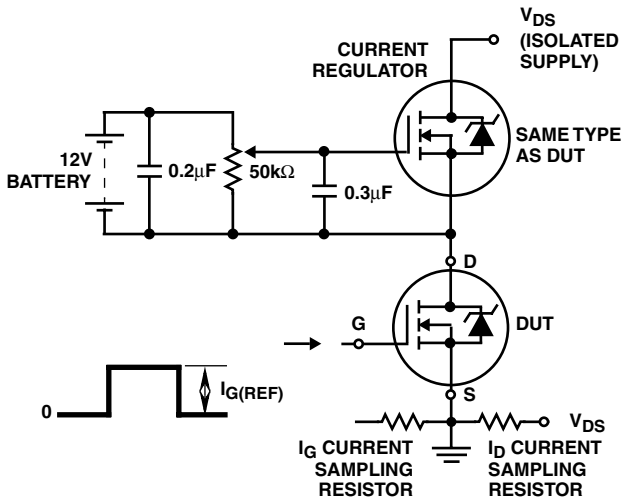 V_DS
(ISOLATED
SUPPLY)
CURRENT
REGULATOR
SAME TYPE
AS DUT
12V
BATTERY
0.2µF
50kΩ
0.3µF
D
DUT
G
I_G(REF)
0
S
V_DS
I_G CURRENT
SAMPLING
RESISTOR
I_D CURRENT
SAMPLING
RESISTOR